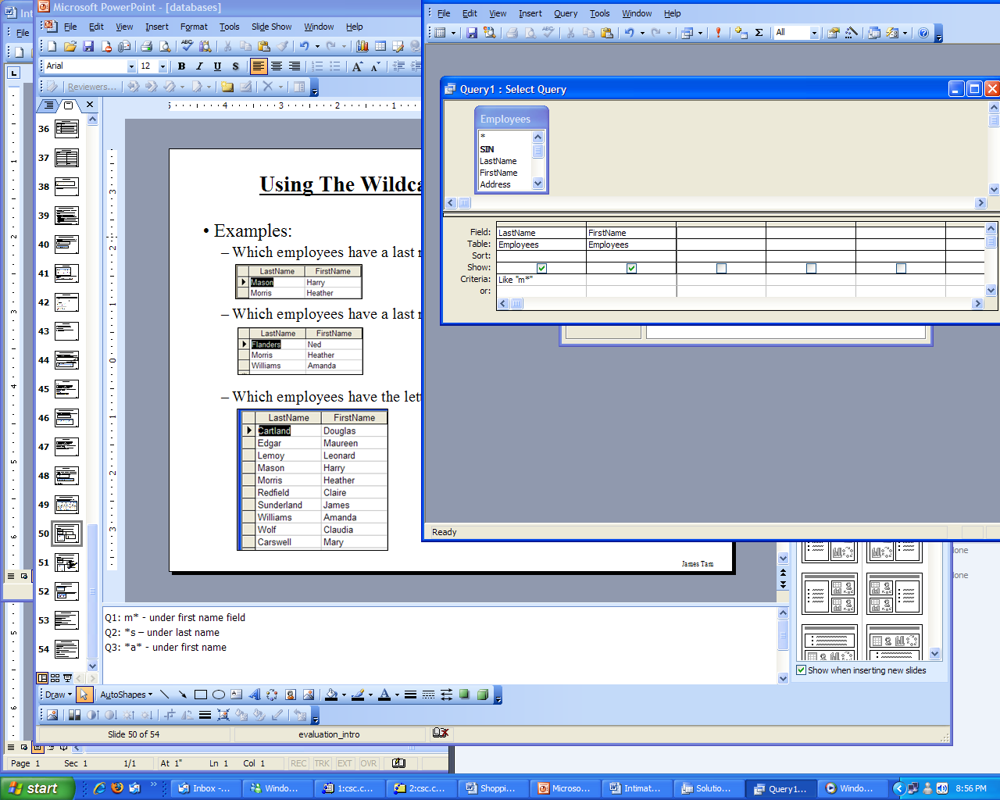 Int
File
Microsoft PowerPoint - [databases]
File Edit View Insert Format Tools Slide Show Window Help
Arial 12 B I U S A A
Reviewers...
5 4 3 2 1
36
37
38
39
40
41
42
43
44
45
46
47
48
49
50
51
52
53
54
Using The Wildca
• Examples:
– Which employees have a last n
LastName FirstName
Mason Harry
Morris Heather
– Which employees have a last n
LastName FirstName
Flanders Ned
Morris Heather
Williams Amanda
– Which employees have the lett
LastName FirstName
Cartland Douglas
Edgar Maureen
Lemoy Leonard
Mason Harry
Morris Heather
Redfield Claire
Sunderland James
Williams Amanda
Wolf Claudia
Carswell Mary
James Tam
File Edit View Insert Query Tools Window Help
All
Query1 : Select Query
Employees
*
SIN
LastName
FirstName
Address
Field: LastName FirstName
Table: Employees Employees
Sort:
Show:
Criteria: Like "m*"
or:
Ready
Q1: m* - under first name field
Q2: *s – under last name
Q3: *a* - under first name
Show when inserting new slides
Draw AutoShapes
Slide 50 of 54 evaluation_intro
Page 1 Sec 1 1/1 At 1" Ln 1 Col 1 REC TRK EXT OVR
start Inbox -... Windo... 1:csc.c... 2:csc.c... Shoppi... Microso... Intimat... Solutio... Query1... Windo... 8:56 PM